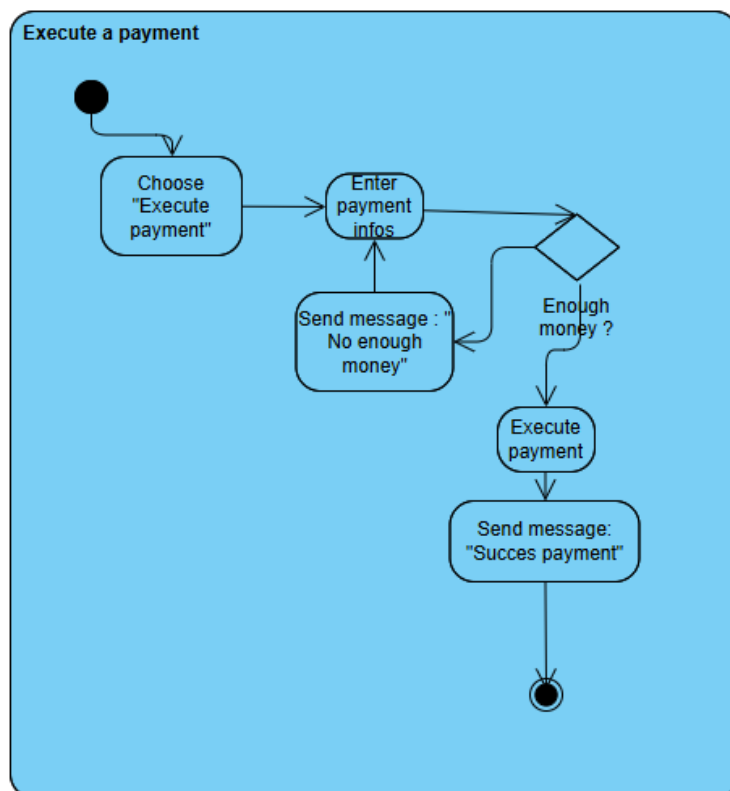 Execute a payment
Choose
"Execute
payment"
Enter
payment
infos
Send message : "
No enough
money"
Enough
money ?
Execute
payment
Send message:
"Succes payment"